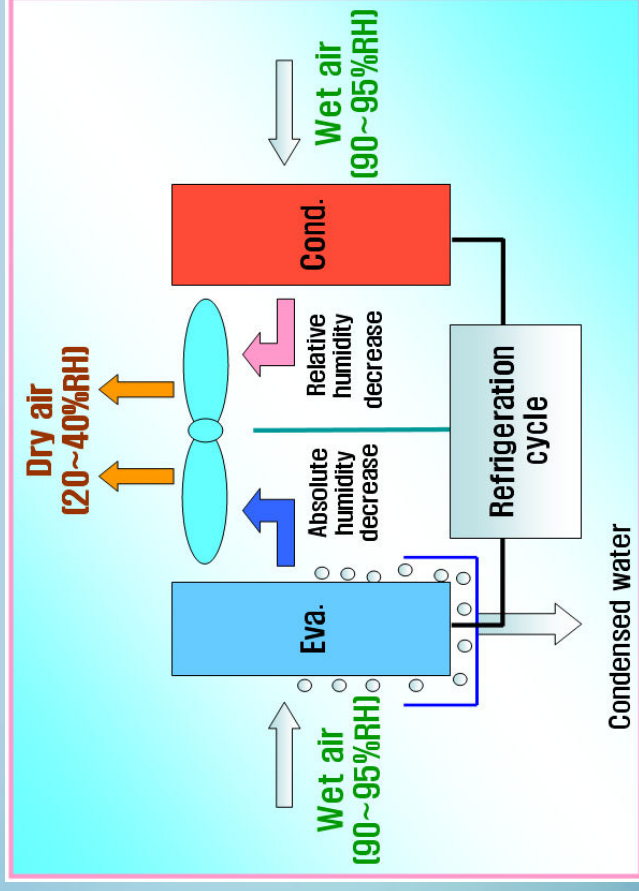 Dry air
(20~40%RH)
Wet air
(90~95%RH)
Eva.
Absolute
humidity
decrease
Relative
humidity
decrease
Cond.
Wet air
(90~95%RH)
Refrigeration
cycle
Condensed water